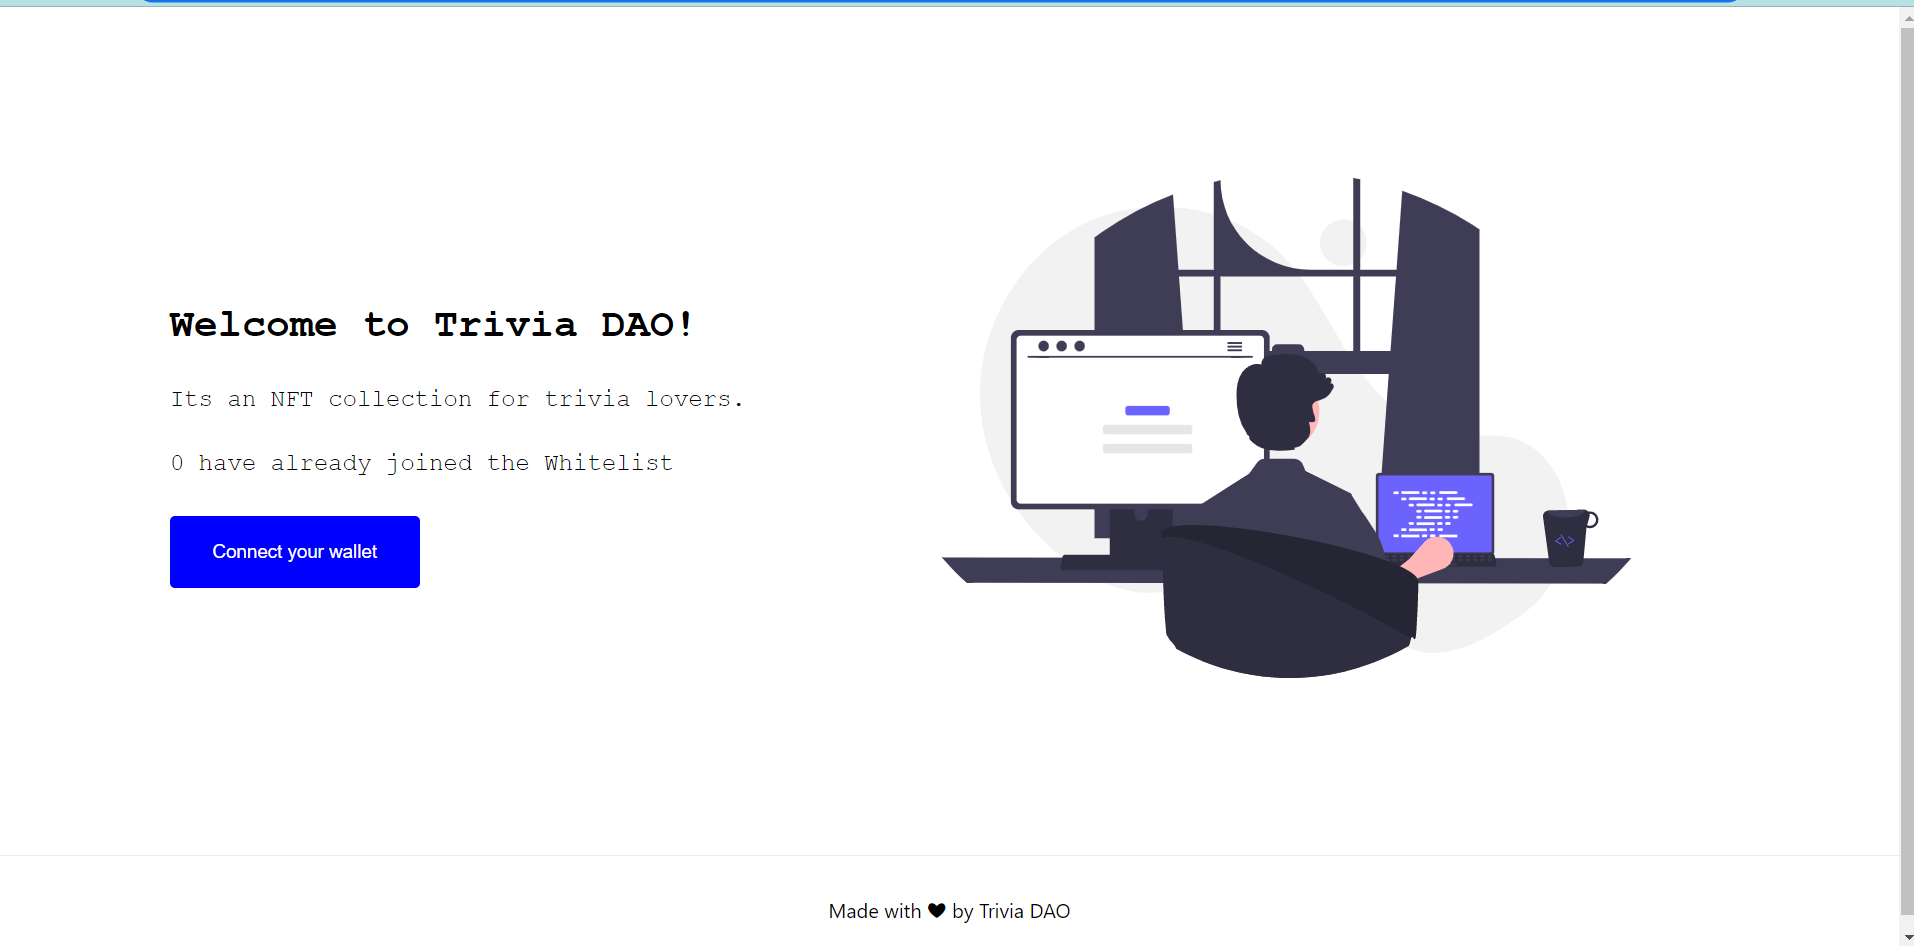 Welcome to Trivia DAO!
Its an NFT collection for trivia lovers.
0 have already joined the Whitelist
Connect your wallet
</>
Made with ♥ by Trivia DAO